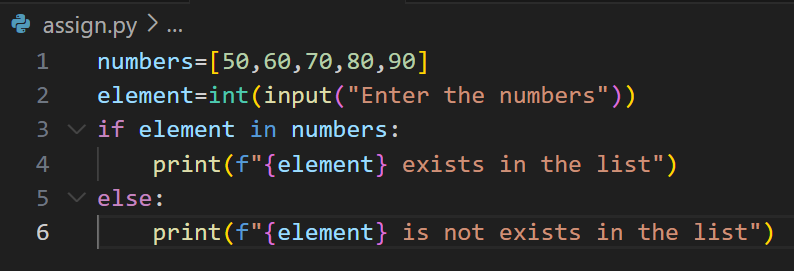 assign.py > ...
1 numbers=[50,60,70,80,90]
2 element=int(input("Enter the numbers"))
3 if element in numbers:
4     print(f"{element} exists in the list")
5 else:
6     print(f"{element} is not exists in the list")